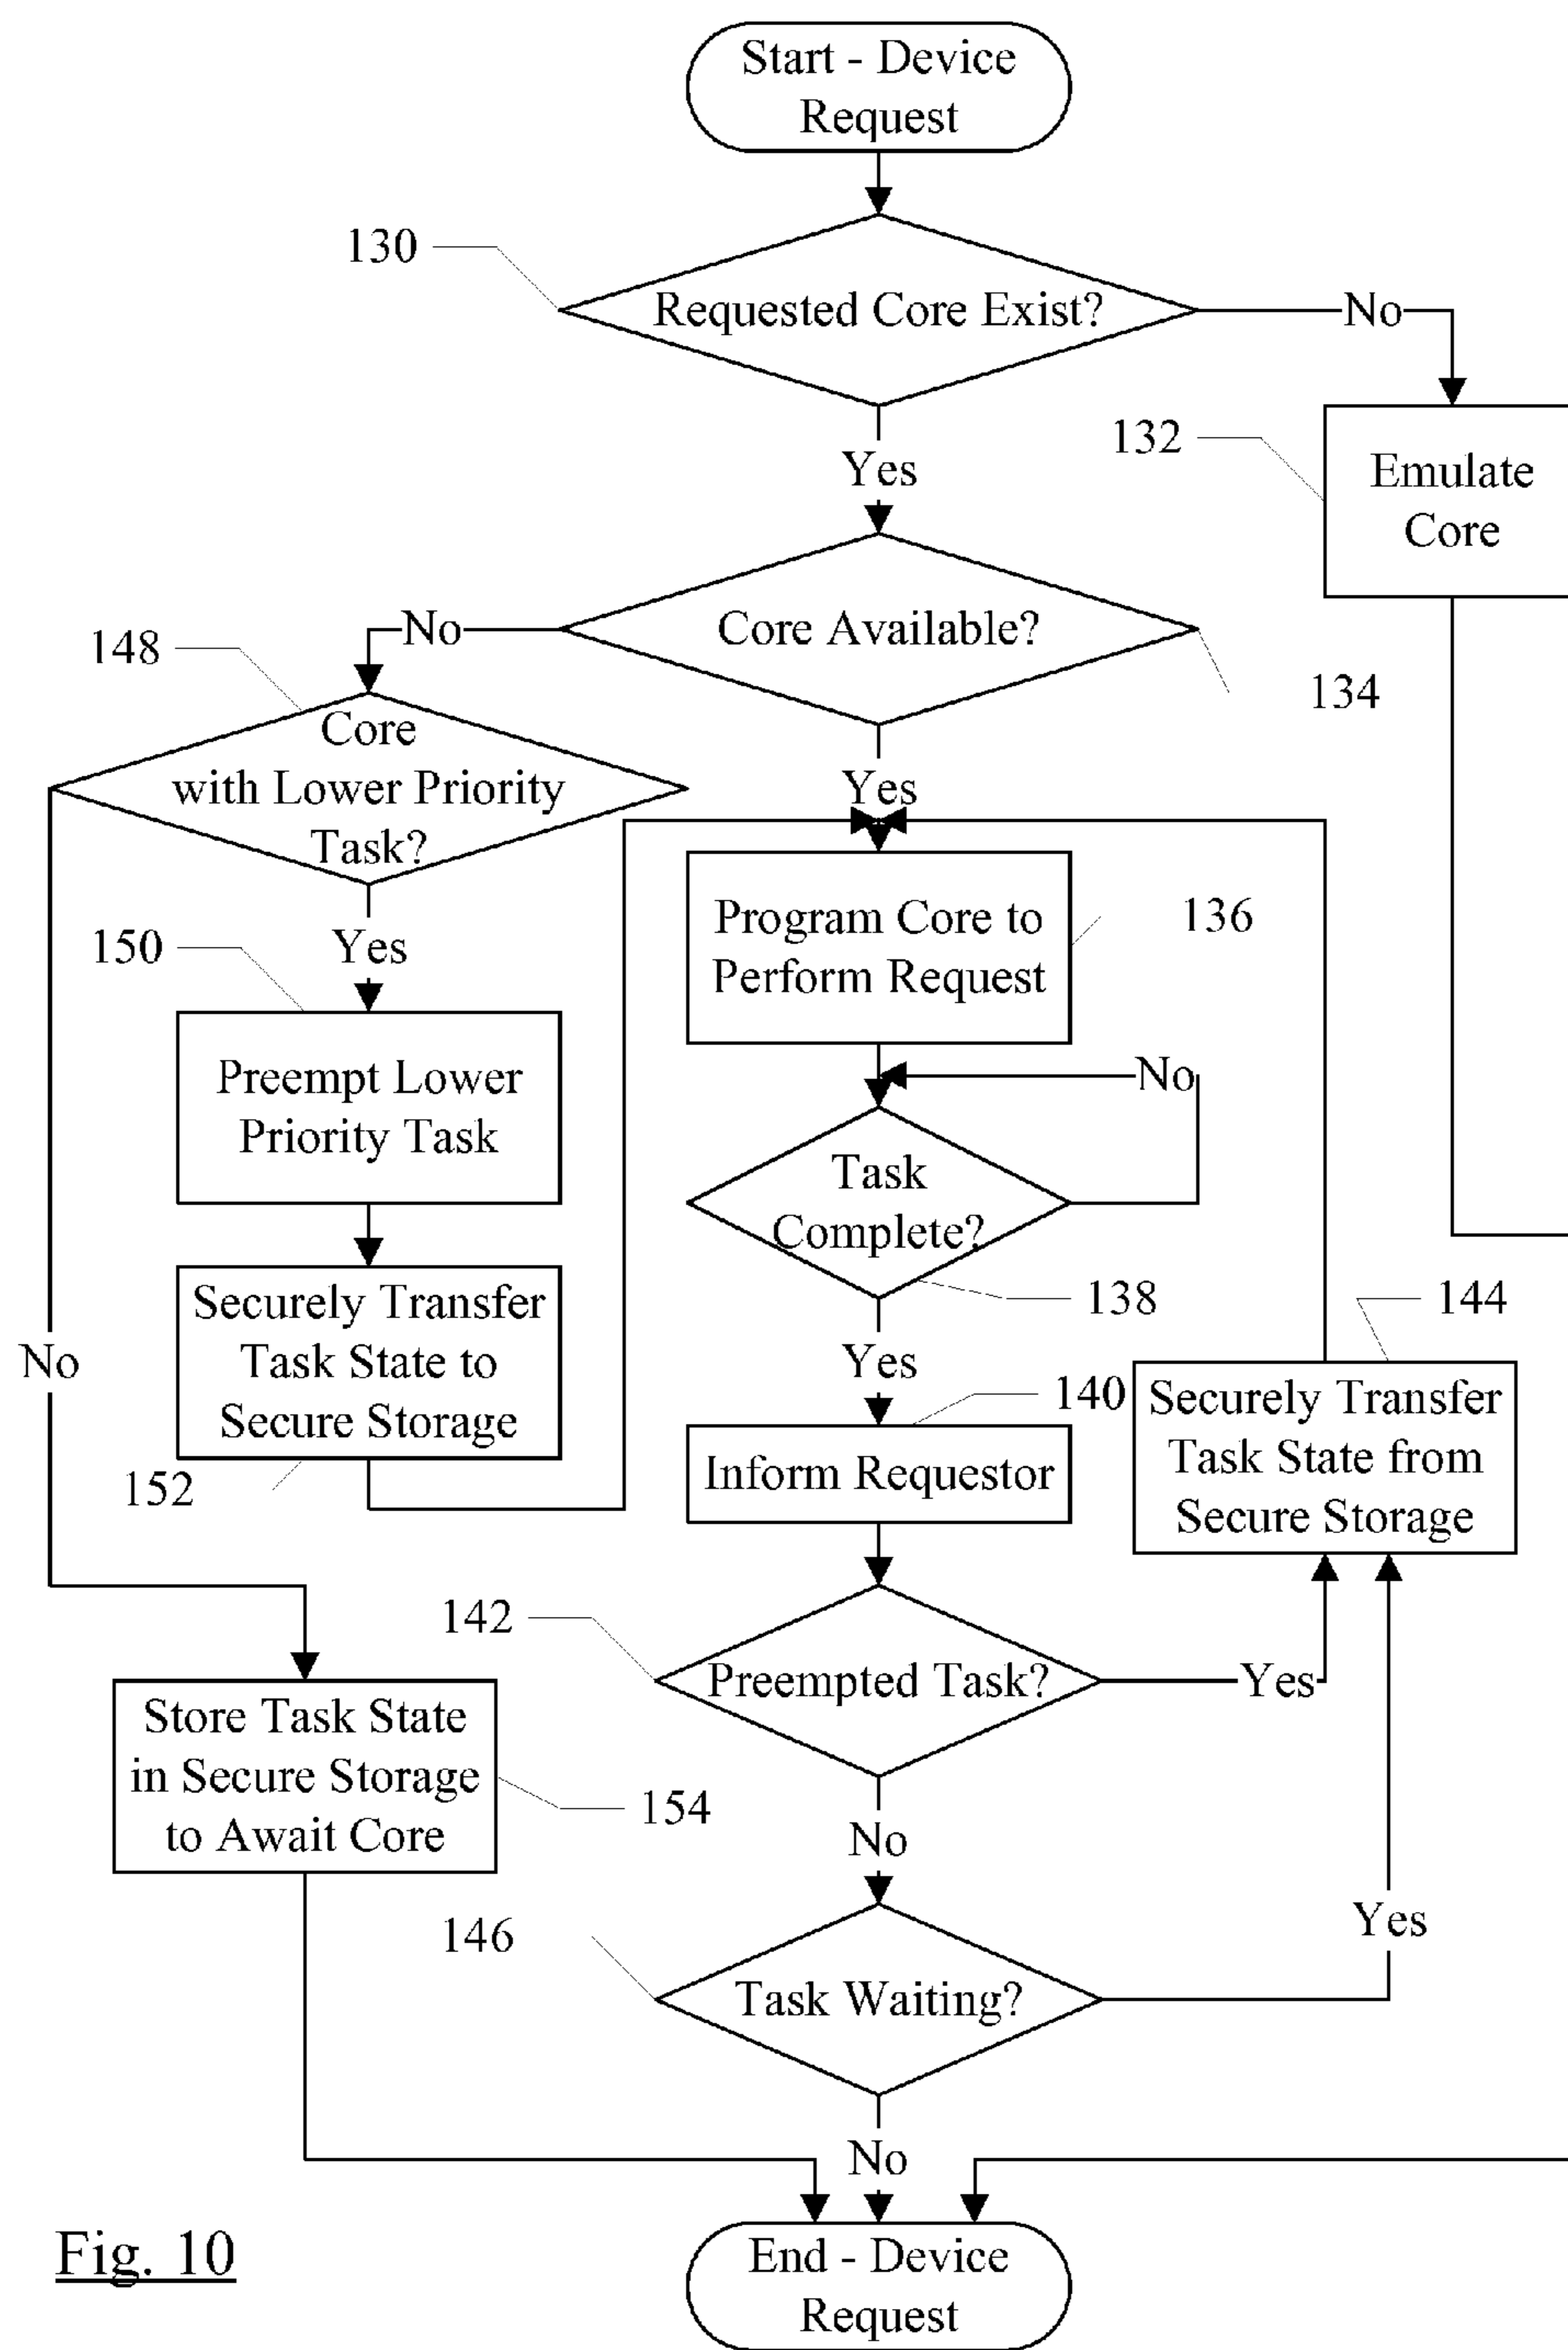 Start - Device
Request
130
Requested Core Exist?
No
132
Emulate
Core
Yes
148
No
Core Available?
134
Core
with Lower Priority
Task?
Yes
150
Yes
Program Core to
Perform Request
136
Preempt Lower
Priority Task
No
Task
Complete?
138
Securely Transfer
Task State to
Secure Storage
144
No
Yes
152
140
Inform Requestor
Securely Transfer
Task State from
Secure Storage
142
Preempted Task?
Yes
Store Task State
in Secure Storage
to Await Core
154
No
146
Task Waiting?
Yes
No
Fig. 10
End - Device
Request